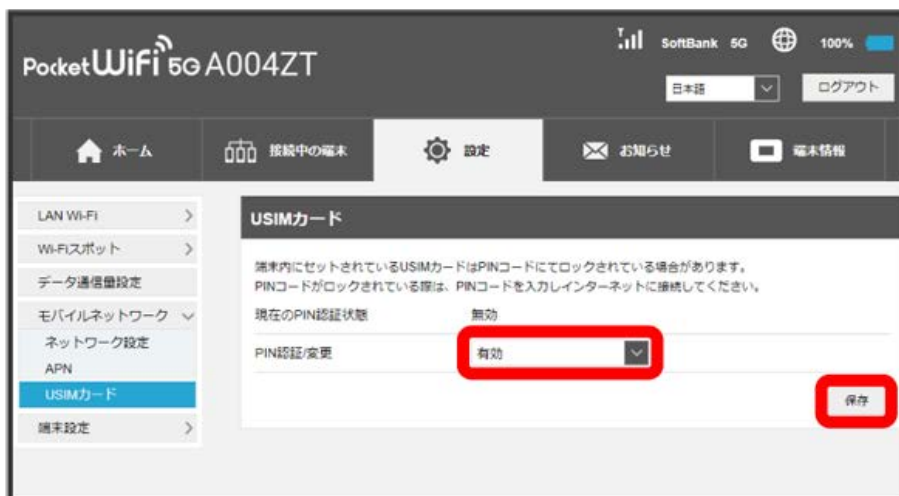 Pocket WiFi 5G A004ZT
SoftBank 5G 100%
日本語 ログアウト
ホーム 接続中の端末 設定 お知らせ 端末情報
LAN Wi-Fi
Wi-Fiスポット
データ通信量設定
モバイルネットワーク
ネットワーク設定
APN
USIMカード
端末設定
USIMカード
端末内にセットされているUSIMカードはPINコードにてロックされている場合があります。
PINコードがロックされている際は、PINコードを入力しインターネットに接続してください。
現在のPIN認証状態 無効
PIN認証/変更 有効
保存